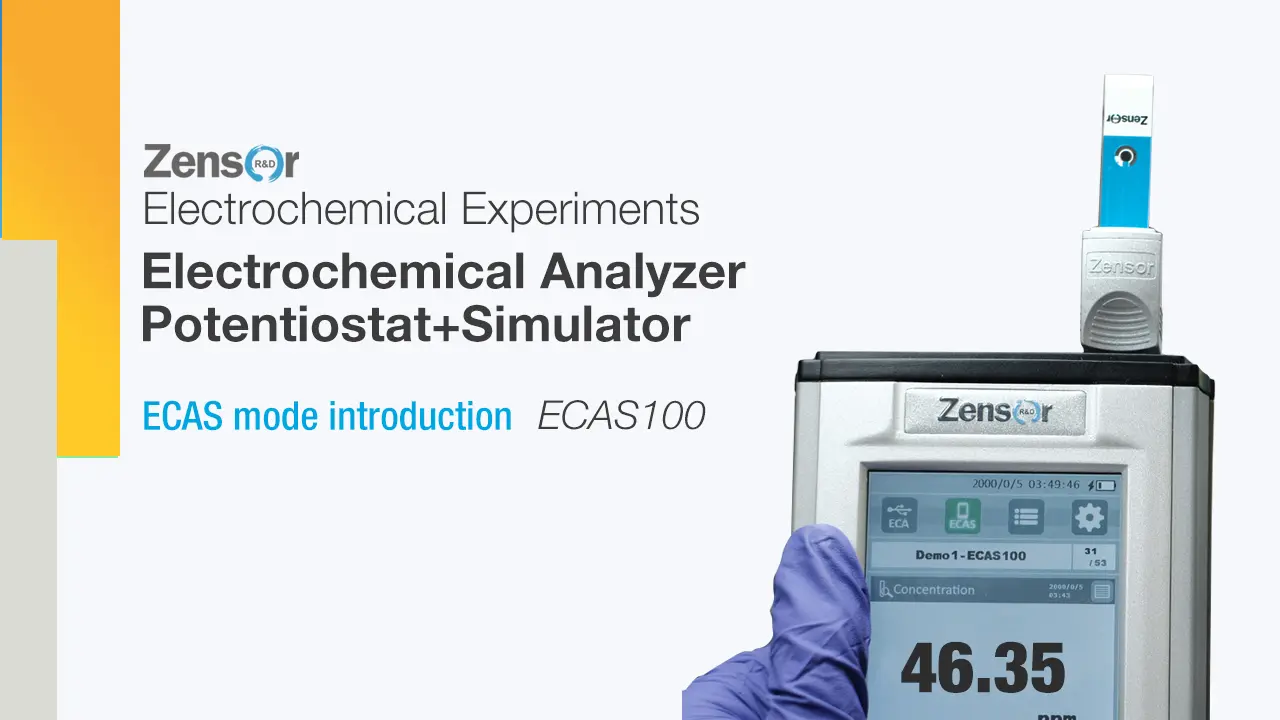 Zensor R&D
Electrochemical Experiments
Electrochemical Analyzer
Potentiostat+Simulator
ECAS mode introduction ECAS100
Zensor
Zensor
Zensor R&D
2000/0/5 03:49:46
ECA ECAS
Demo1-ECAS100 31/53
Concentration 2000/0/5 03:43
46.35
ppm